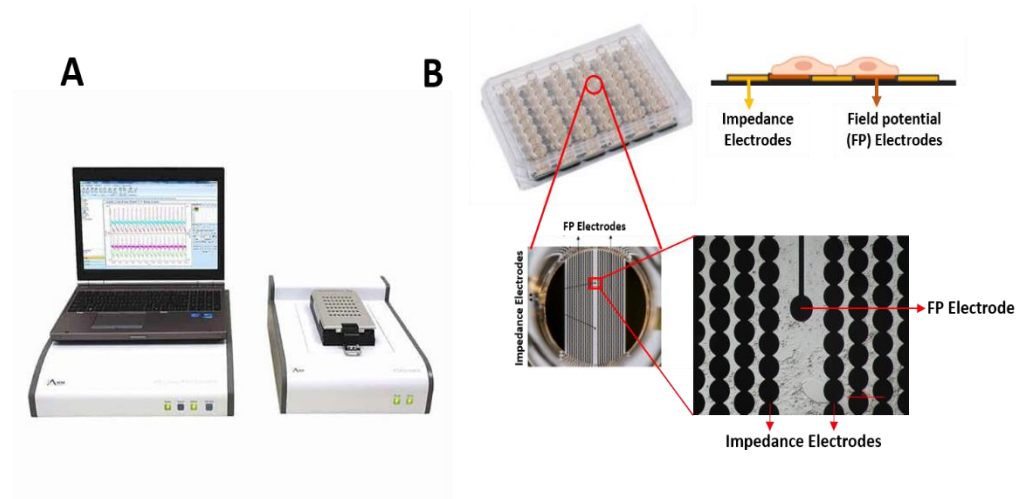 A
B
Impedance
Electrodes
Field potential
(FP) Electrodes
FP Electrodes
Impedance Electrodes
FP Electrode
Impedance Electrodes